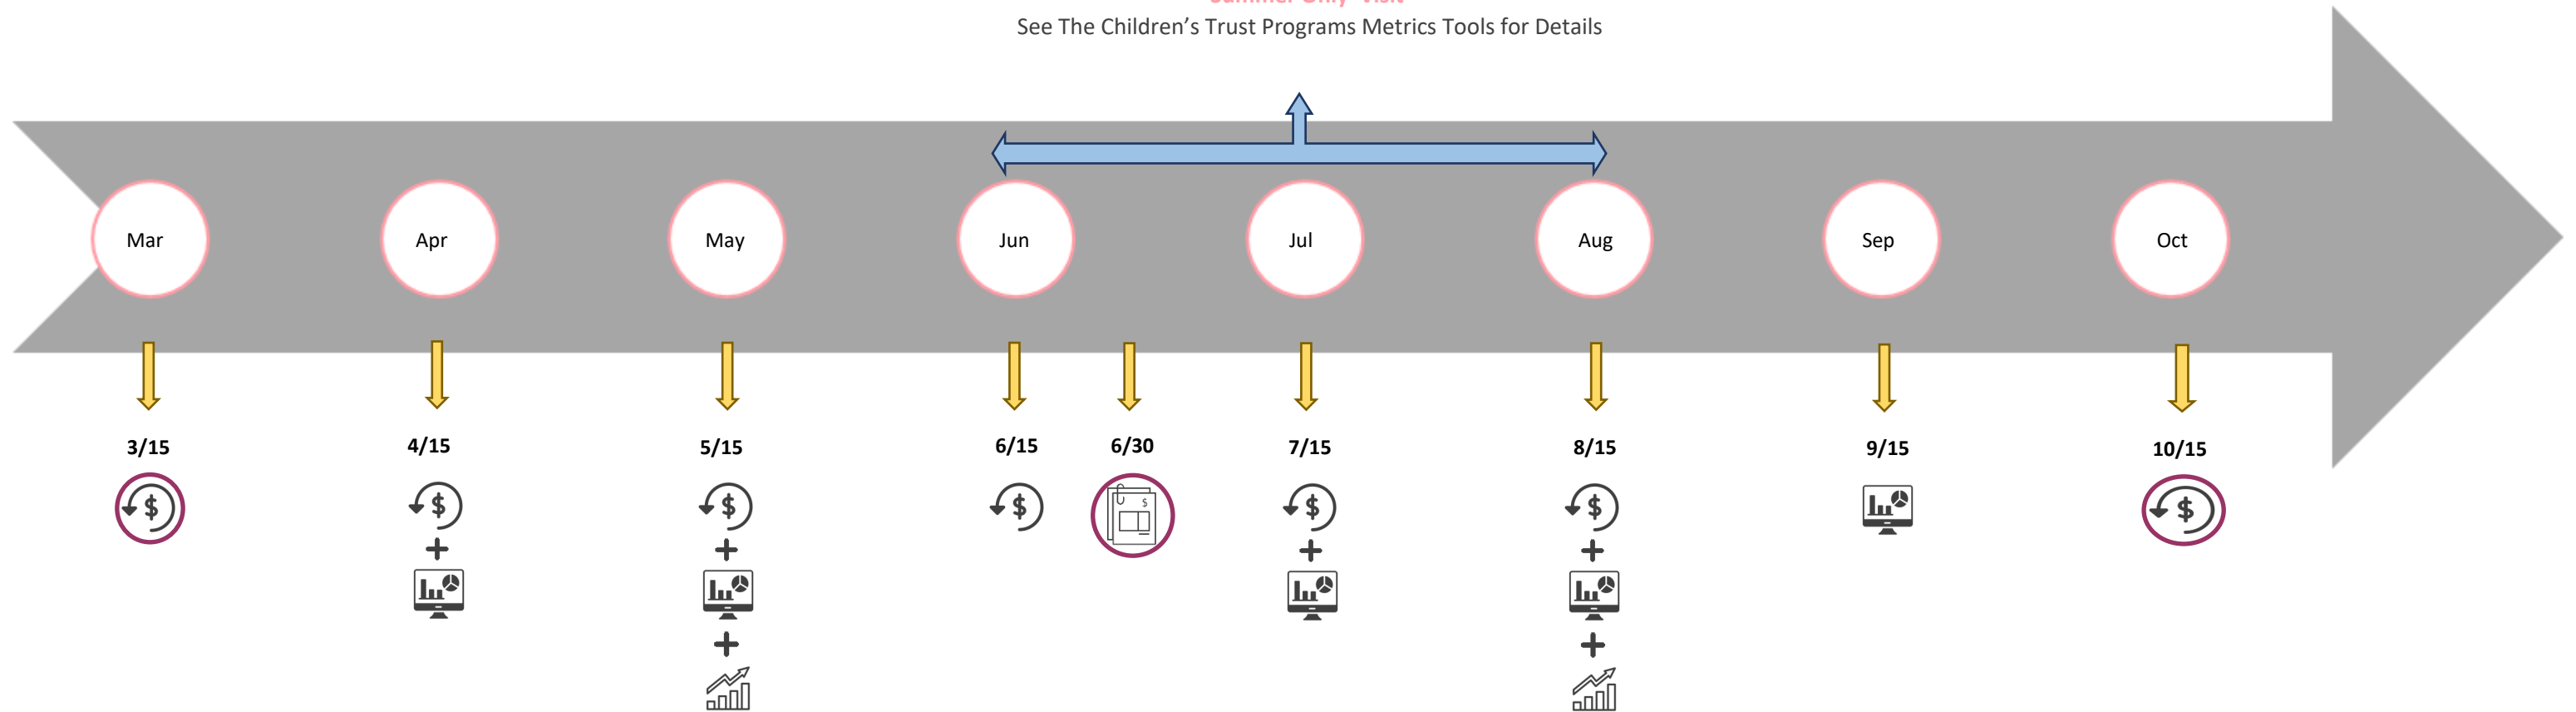 See The Children's Trust Programs Metrics Tools for Details
Mar
Apr
May
Jun
Jul
Aug
Sep
Oct
3/15
4/15
5/15
6/15
6/30
7/15
8/15
9/15
10/15